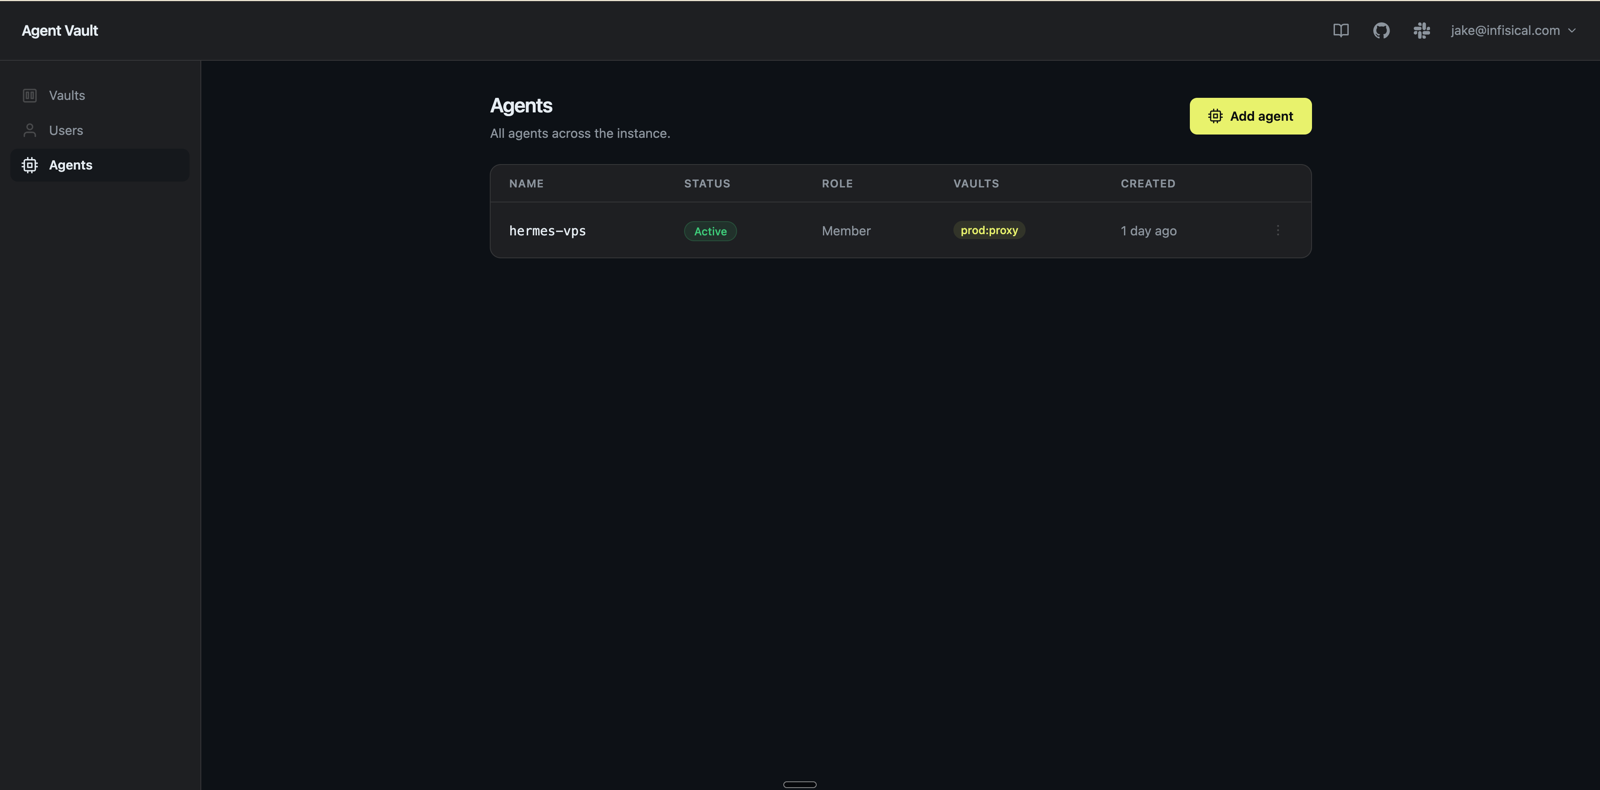 Agent Vault
jake@infisical.com
Vaults
Users
Agents
Agents
All agents across the instance.
Add agent
NAME STATUS ROLE VAULTS CREATED
hermes-vps Active Member prod:proxy 1 day ago